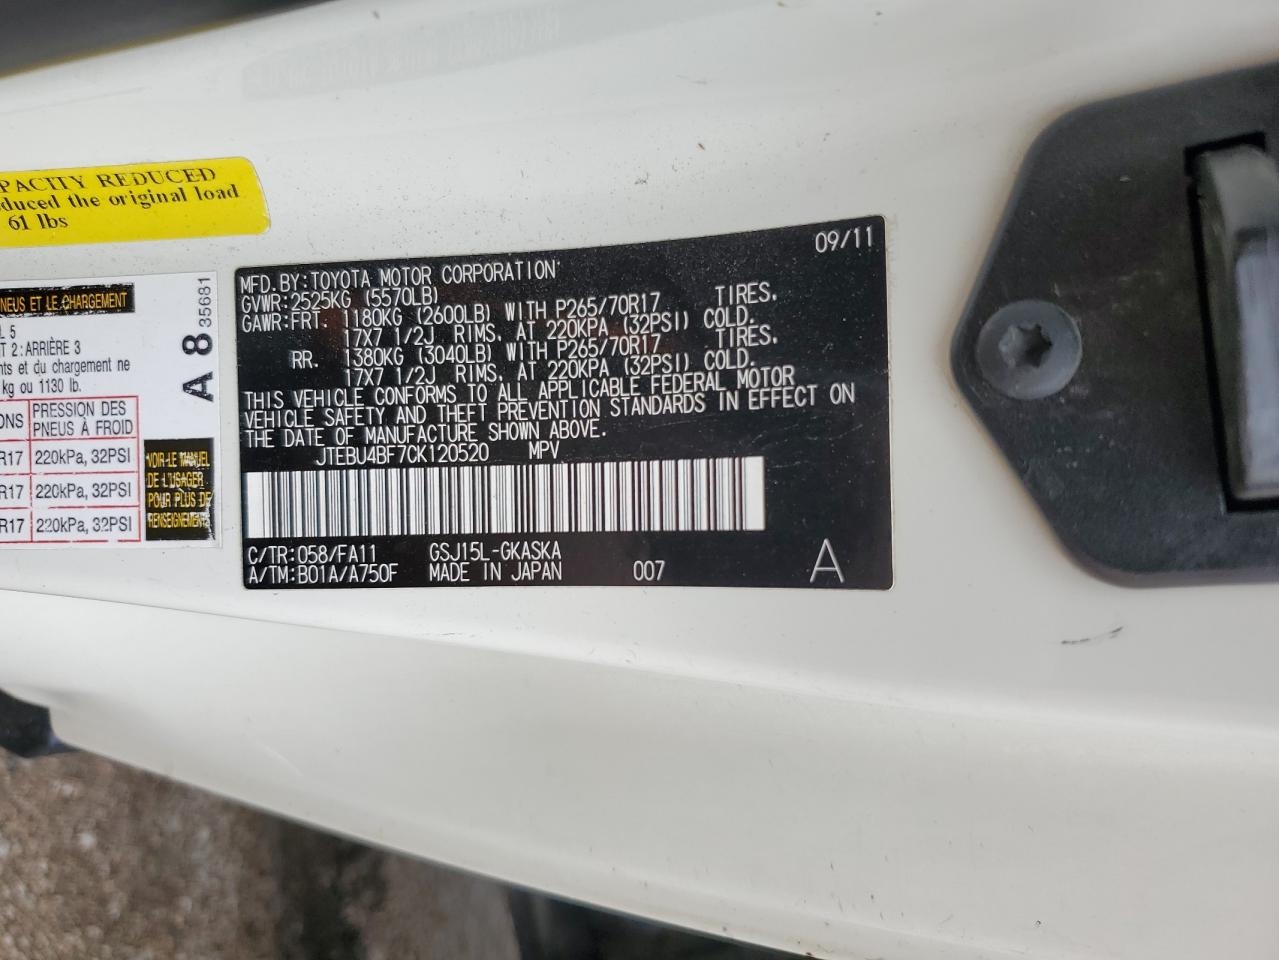 PACITY REDUCED
duced the original load
61 lbs
NEUS ET LE CHARGEMENT
5
2: ARRIÈRE 3
nts et du chargement ne
kg ou 1130 lb.
ONS PRESSION DES PNEUS À FROID
R17 220kPa, 32PSI
R17 220kPa, 32PSI
R17 220kPa, 32PSI
A 8 35681
VOIR LE MANUEL
DE L'USAGER
POUR PLUS DE
RENSEIGNEMENTS
09/11
MFD.BY:TOYOTA MOTOR CORPORATION
GVWR:2525KG (5570LB)
GAWR:FRT. 1180KG (2600LB) WITH P265/70R17 TIRES,
17X7 1/2J RIMS, AT 220KPA (32PSI) COLD.
RR. 1380KG (3040LB) WITH P265/70R17 TIRES,
17X7 1/2J RIMS, AT 220KPA (32PSI) COLD.
THIS VEHICLE CONFORMS TO ALL APPLICABLE FEDERAL MOTOR
VEHICLE SAFETY AND THEFT PREVENTION STANDARDS IN EFFECT ON
THE DATE OF MANUFACTURE SHOWN ABOVE.
JTEBU4BF7CK120520 MPV
C/TR:058/FA11 GSJ15L-GKASKA
A/TM:B01A/A750F MADE IN JAPAN 007 A